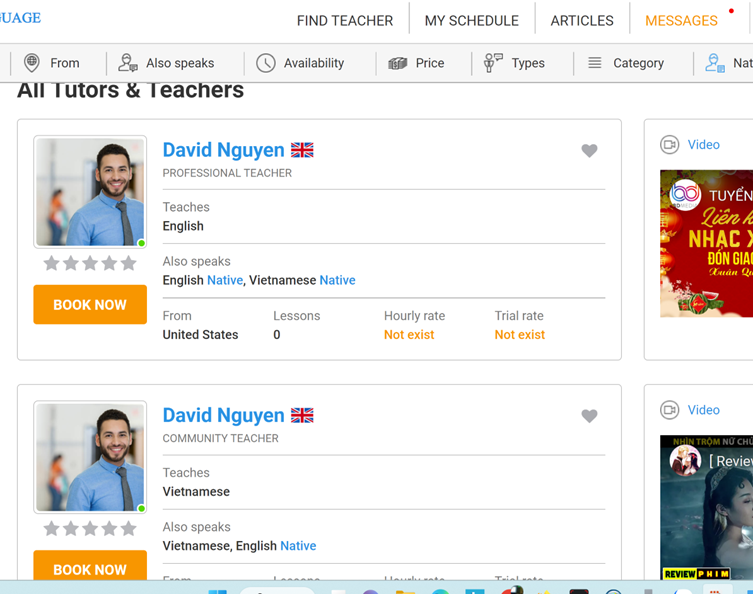 FIND TEACHER
MY SCHEDULE
ARTICLES
MESSAGES
From
Also speaks
Availability
Price
Types
Category
All Tutors & Teachers
David Nguyen
PROFESSIONAL TEACHER
Teaches
English
Also speaks
English Native, Vietnamese Native
From Lessons Hourly rate Trial rate
United States 0 Not exist Not exist
BOOK NOW
Video
TUYỂN
Liên k
NHẠC X
ĐÓN GIAO
Xuân Qu
David Nguyen
COMMUNITY TEACHER
Teaches
Vietnamese
Also speaks
Vietnamese, English Native
From Lessons Hourly rate Trial rate
BOOK NOW
Video
NHÌN TRỘM NỮ CHỦ
[ Review
REVIEW PHIM